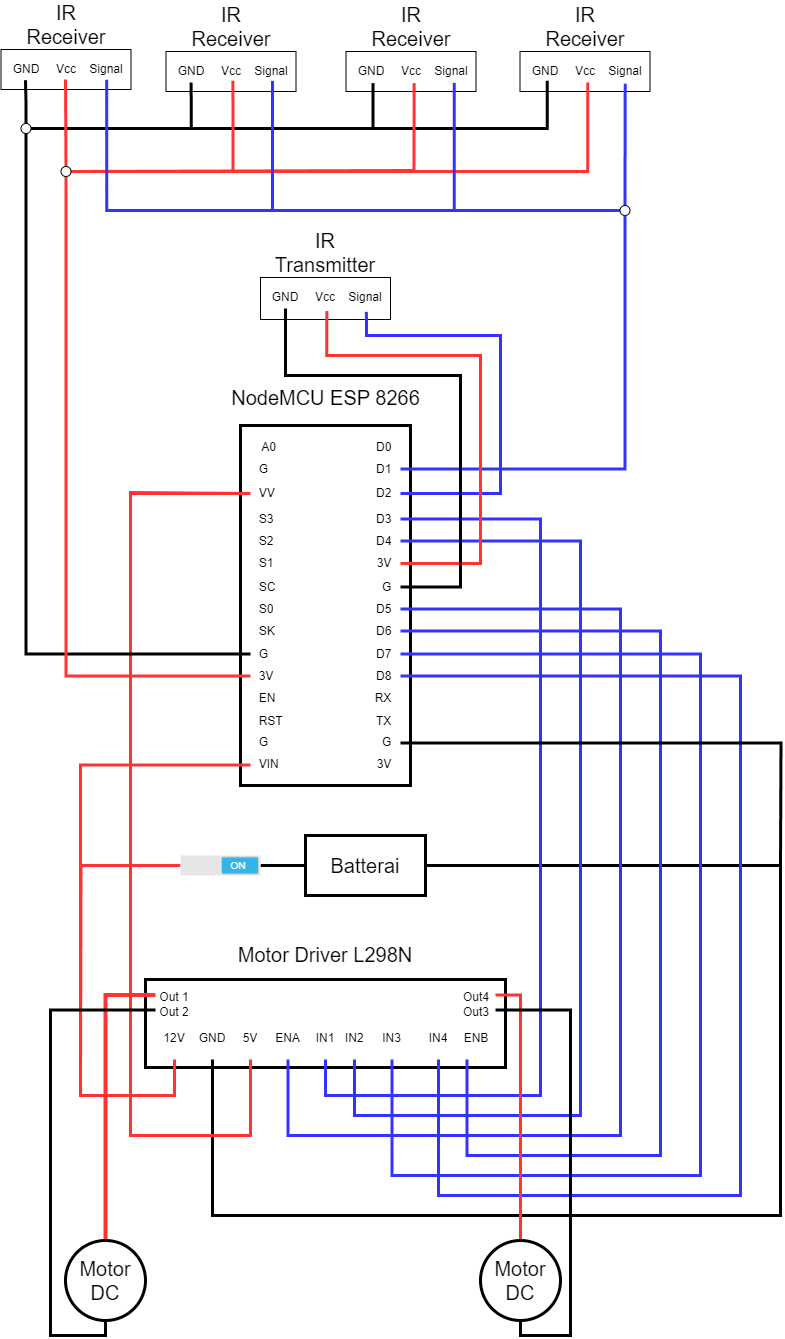 IR
Receiver
IR
Receiver
IR
Receiver
IR
Receiver
GND Vcc Signal
GND Vcc Signal
GND Vcc Signal
GND Vcc Signal
IR
Transmitter
GND Vcc Signal
NodeMCU ESP 8266
A0 D0
G D1
VV D2
S3 D3
S2 D4
S1 3V
SC G
S0 D5
SK D6
G D7
3V D8
EN RX
RST TX
G G
VIN 3V
ON
Batterai
Motor Driver L298N
Out 1 Out4
Out 2 Out3
12V GND 5V ENA IN1 IN2 IN3 IN4 ENB
Motor
DC
Motor
DC